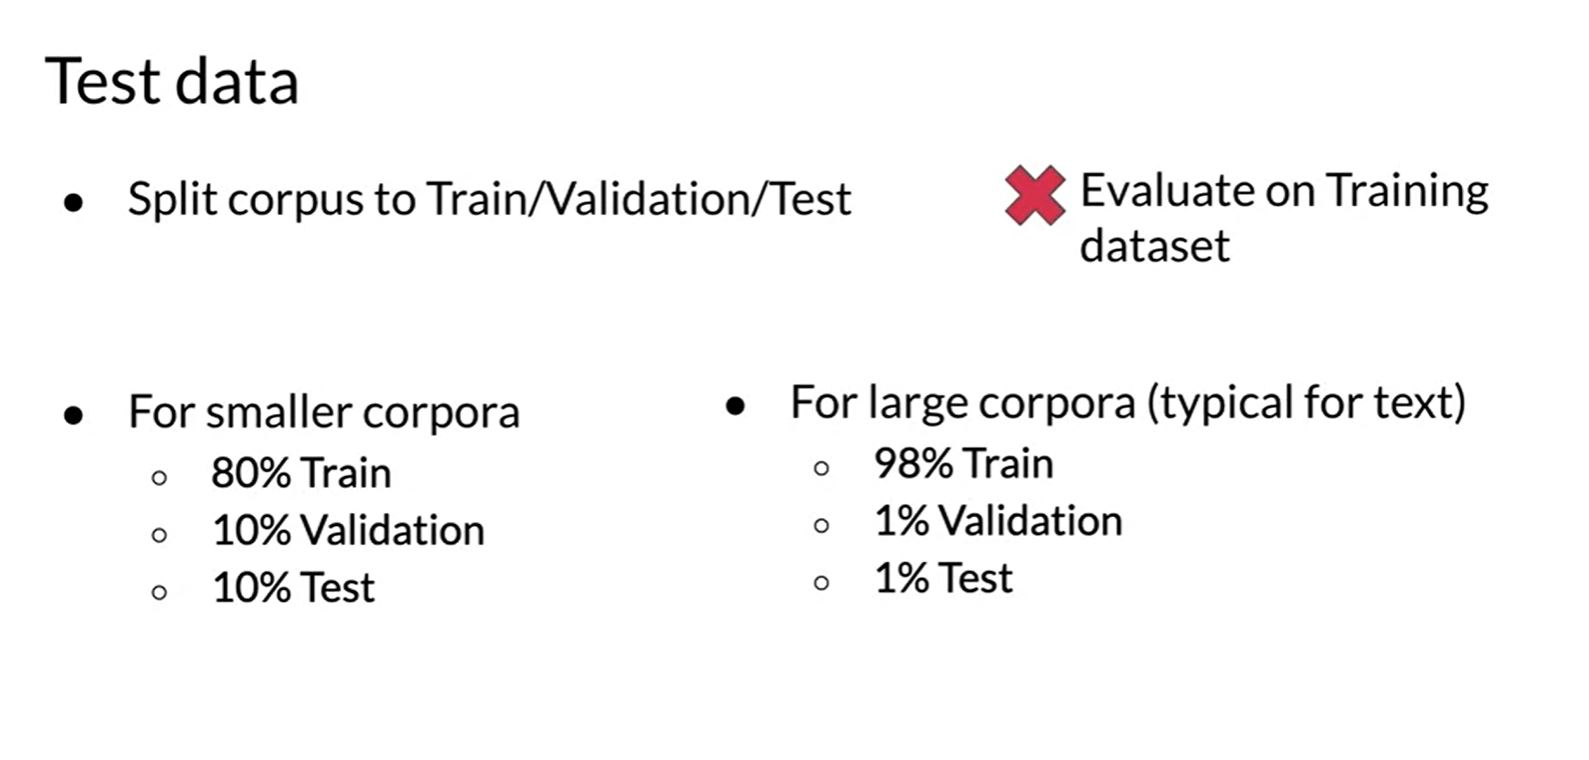 Test data
● Split corpus to Train/Validation/Test
Evaluate on Training
dataset
● For smaller corpora
○ 80% Train
○ 10% Validation
○ 10% Test
● For large corpora (typical for text)
○ 98% Train
○ 1% Validation
○ 1% Test